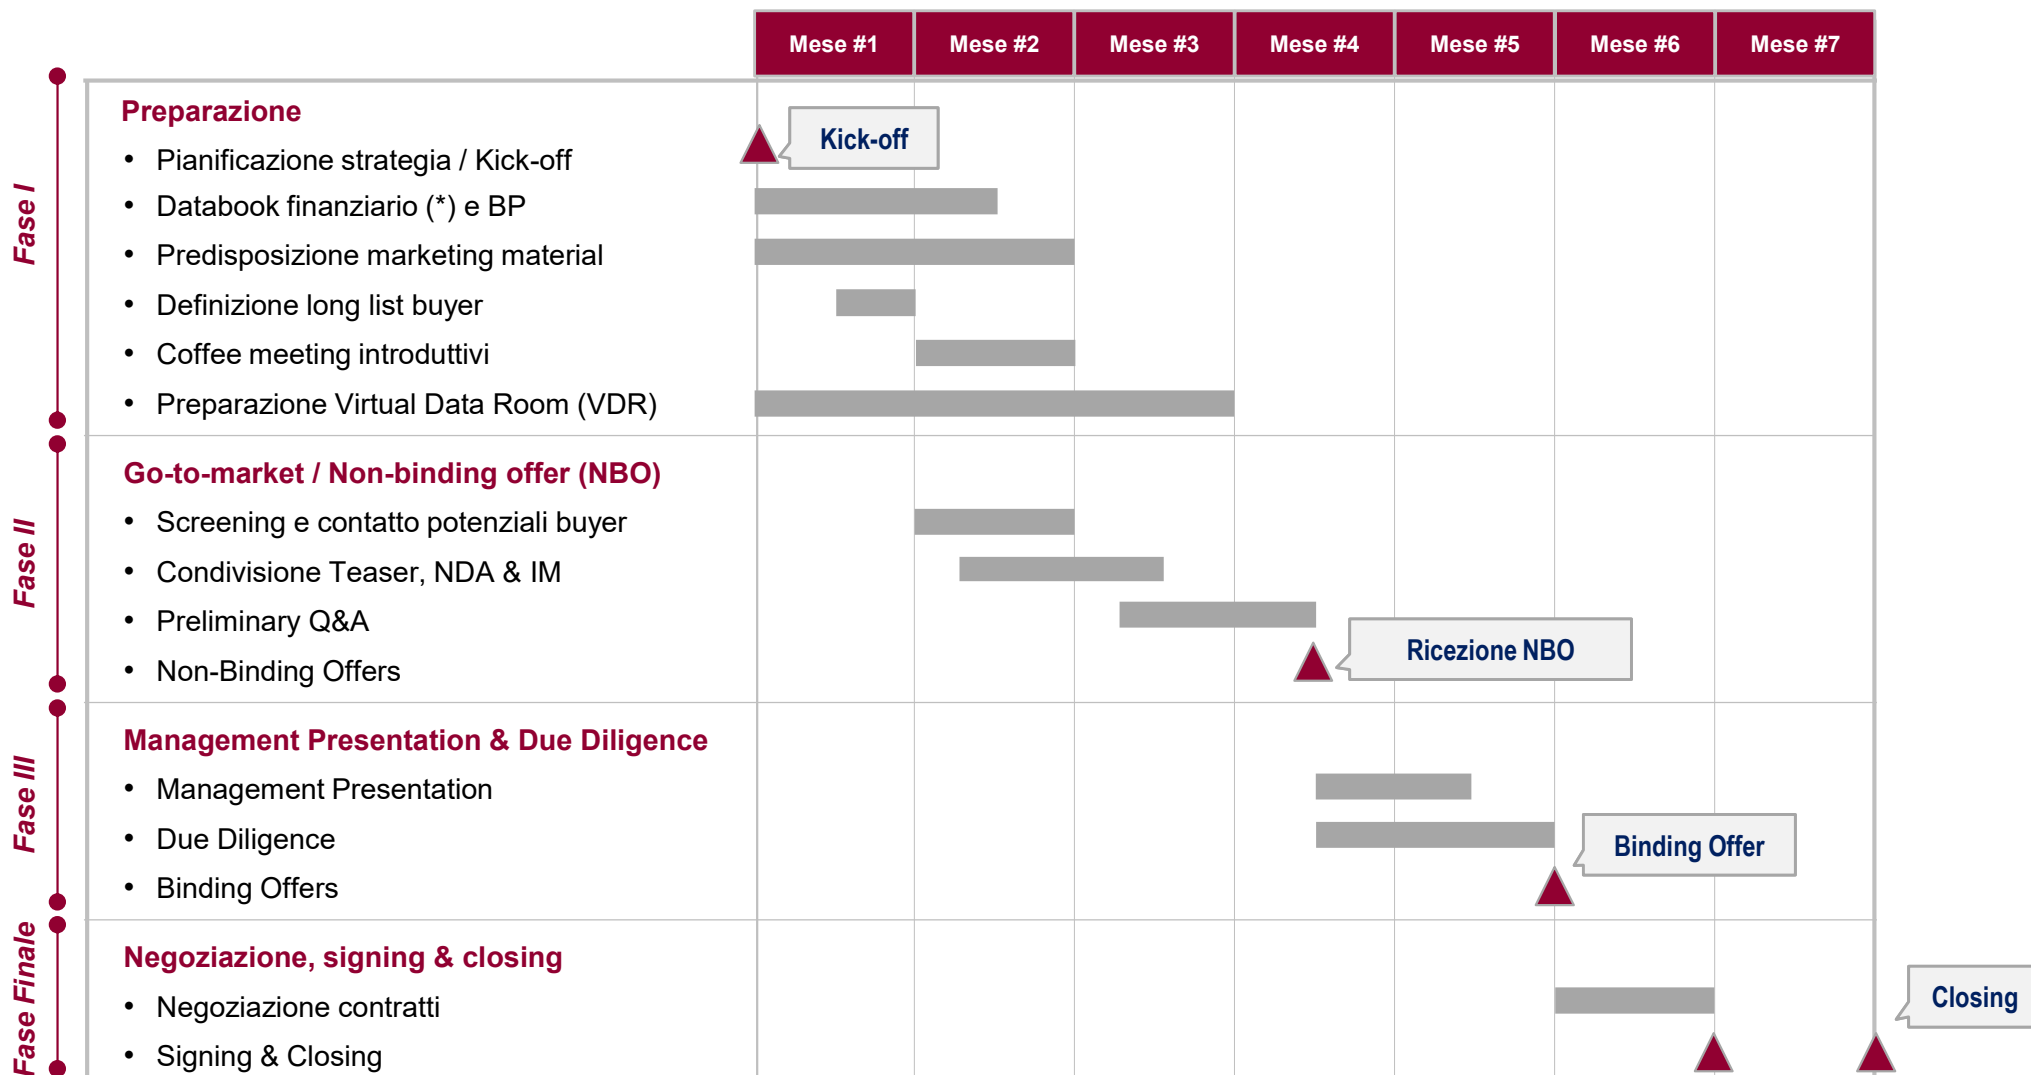 Mese #1 Mese #2 Mese #3 Mese #4 Mese #5 Mese #6 Mese #7
Fase I
Preparazione
• Pianificazione strategia / Kick-off
Kick-off
• Databook finanziario (*) e BP
• Predisposizione marketing material
• Definizione long list buyer
• Coffee meeting introduttivi
• Preparazione Virtual Data Room (VDR)
Fase II
Go-to-market / Non-binding offer (NBO)
• Screening e contatto potenziali buyer
• Condivisione Teaser, NDA & IM
• Preliminary Q&A
Ricezione NBO
• Non-Binding Offers
Fase III
Management Presentation & Due Diligence
• Management Presentation
• Due Diligence
Binding Offer
• Binding Offers
Fase Finale
Negoziazione, signing & closing
• Negoziazione contratti
Closing
• Signing & Closing